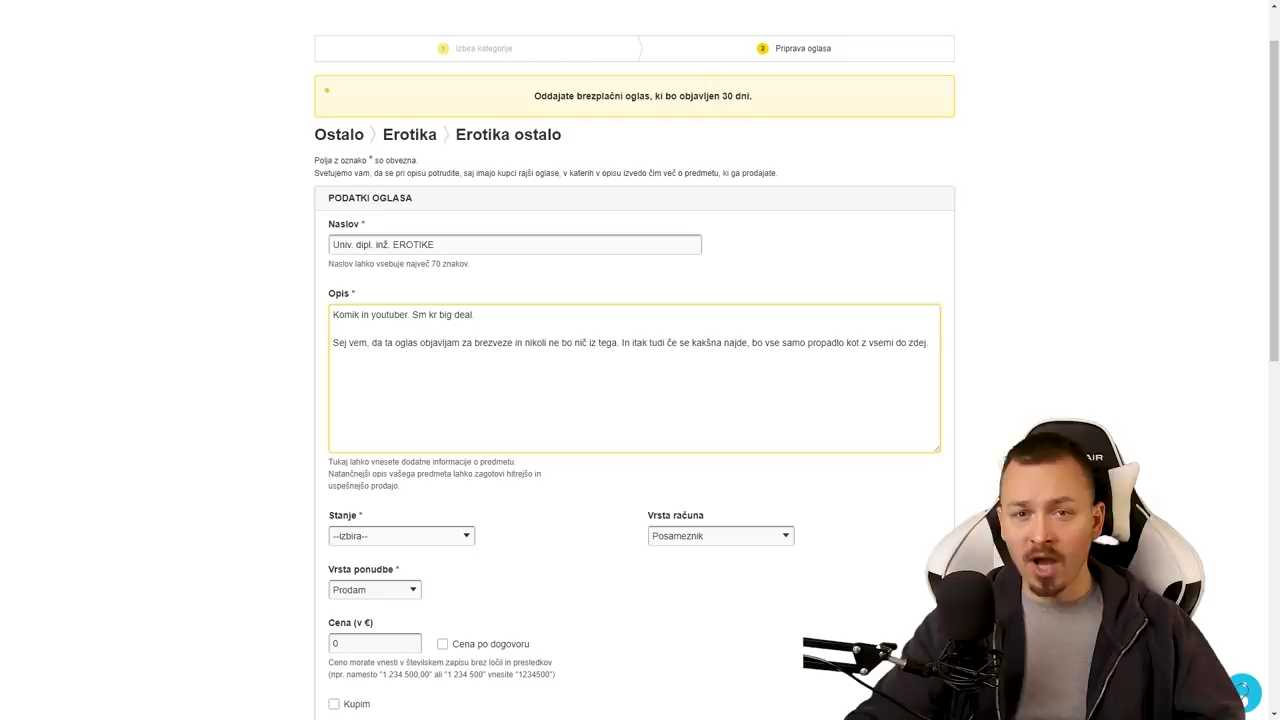 1 Izbira kategorije
2 Priprava oglasa
Oddajate brezplačni oglas, ki bo objavljen 30 dni.
Ostalo Erotika Erotika ostalo
Polja z oznako * so obvezna.
Svetujemo vam, da se pri opisu potrudite, saj imajo kupci rajši oglase, v katerih v opisu izvedo čim več o predmetu, ki ga prodajate.
PODATKI OGLASA
Naslov *
Univ. dipl. inž. EROTIKE
Naslov lahko vsebuje največ 70 znakov.
Opis *
Komik in youtuber. Sm kr big deal.
Sej vem, da ta oglas objavljam za brezveze in nikoli ne bo nič iz tega. In itak tudi če se kakšna najde, bo vse samo propadlo kot z vsemi do zdej.
Tukaj lahko vnesete dodatne informacije o predmetu.
Natančnejši opis vašega predmeta lahko zagotovi hitrejšo in
uspešnejšo prodajo.
Stanje *
Vrsta računa
--izbira--
Posameznik
Vrsta ponudbe *
Prodam
Cena (v €)
0
Cena po dogovoru
Ceno morate vnesti v številskem zapisu brez ločil in presledkov
(npr. namesto "1.234.500,00" ali "1 234 500" vnesite "1234500")
Kupim
AIR